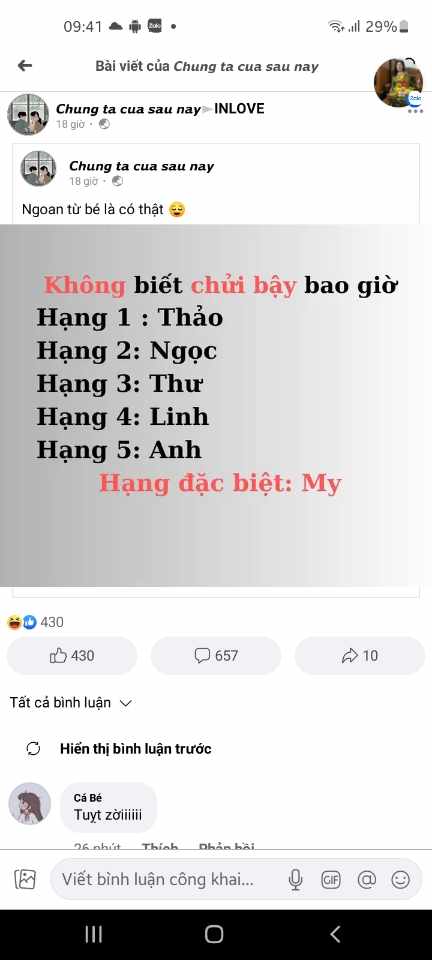 09:41 Zalo 29%
Bài viết của Chung ta cua sau nay
Zalo
Chung ta cua sau nay INLOVE
18 giờ
Chung ta cua sau nay
18 giờ
Ngoan từ bé là có thật
Không biết chửi bậy bao giờ
Hạng 1 : Thảo
Hạng 2: Ngọc
Hạng 3: Thư
Hạng 4: Linh
Hạng 5: Anh
Hạng đặc biệt: My
430
430 657 10
Tất cả bình luận
Hiển thị bình luận trước
Cá Bé
Tuyt zờiiiiii
26 phút Thích Phản hồi
Viết bình luận công khai... GIF @